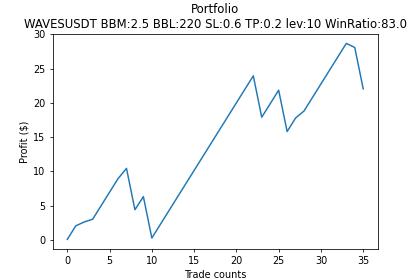 Portfolio
WAVESUSDT BBM:2.5 BBL:220 SL:0.6 TP:0.2 lev:10 WinRatio:83.0
30
25
20
15
10
5
0
Profit ($)
0 5 10 15 20 25 30 35
Trade counts